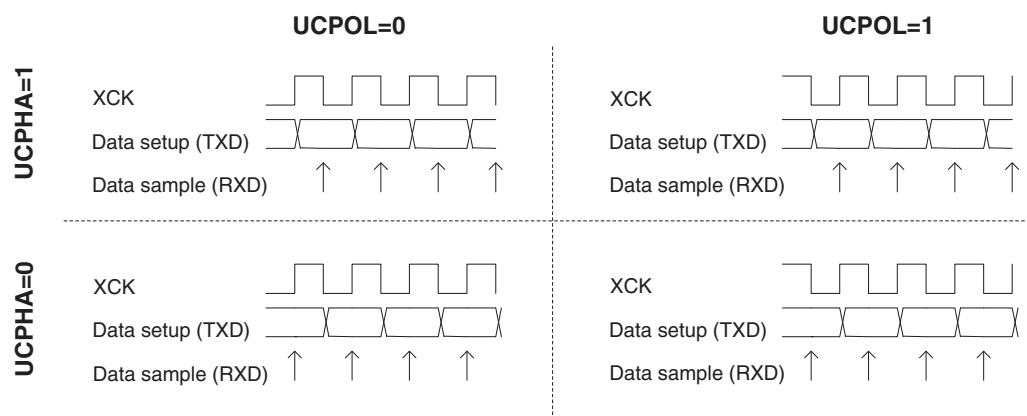 UCPOL=0
UCPOL=1
UCPHA=1
XCK
Data setup (TXD)
Data sample (RXD)
XCK
Data setup (TXD)
Data sample (RXD)
UCPHA=0
XCK
Data setup (TXD)
Data sample (RXD)
XCK
Data setup (TXD)
Data sample (RXD)